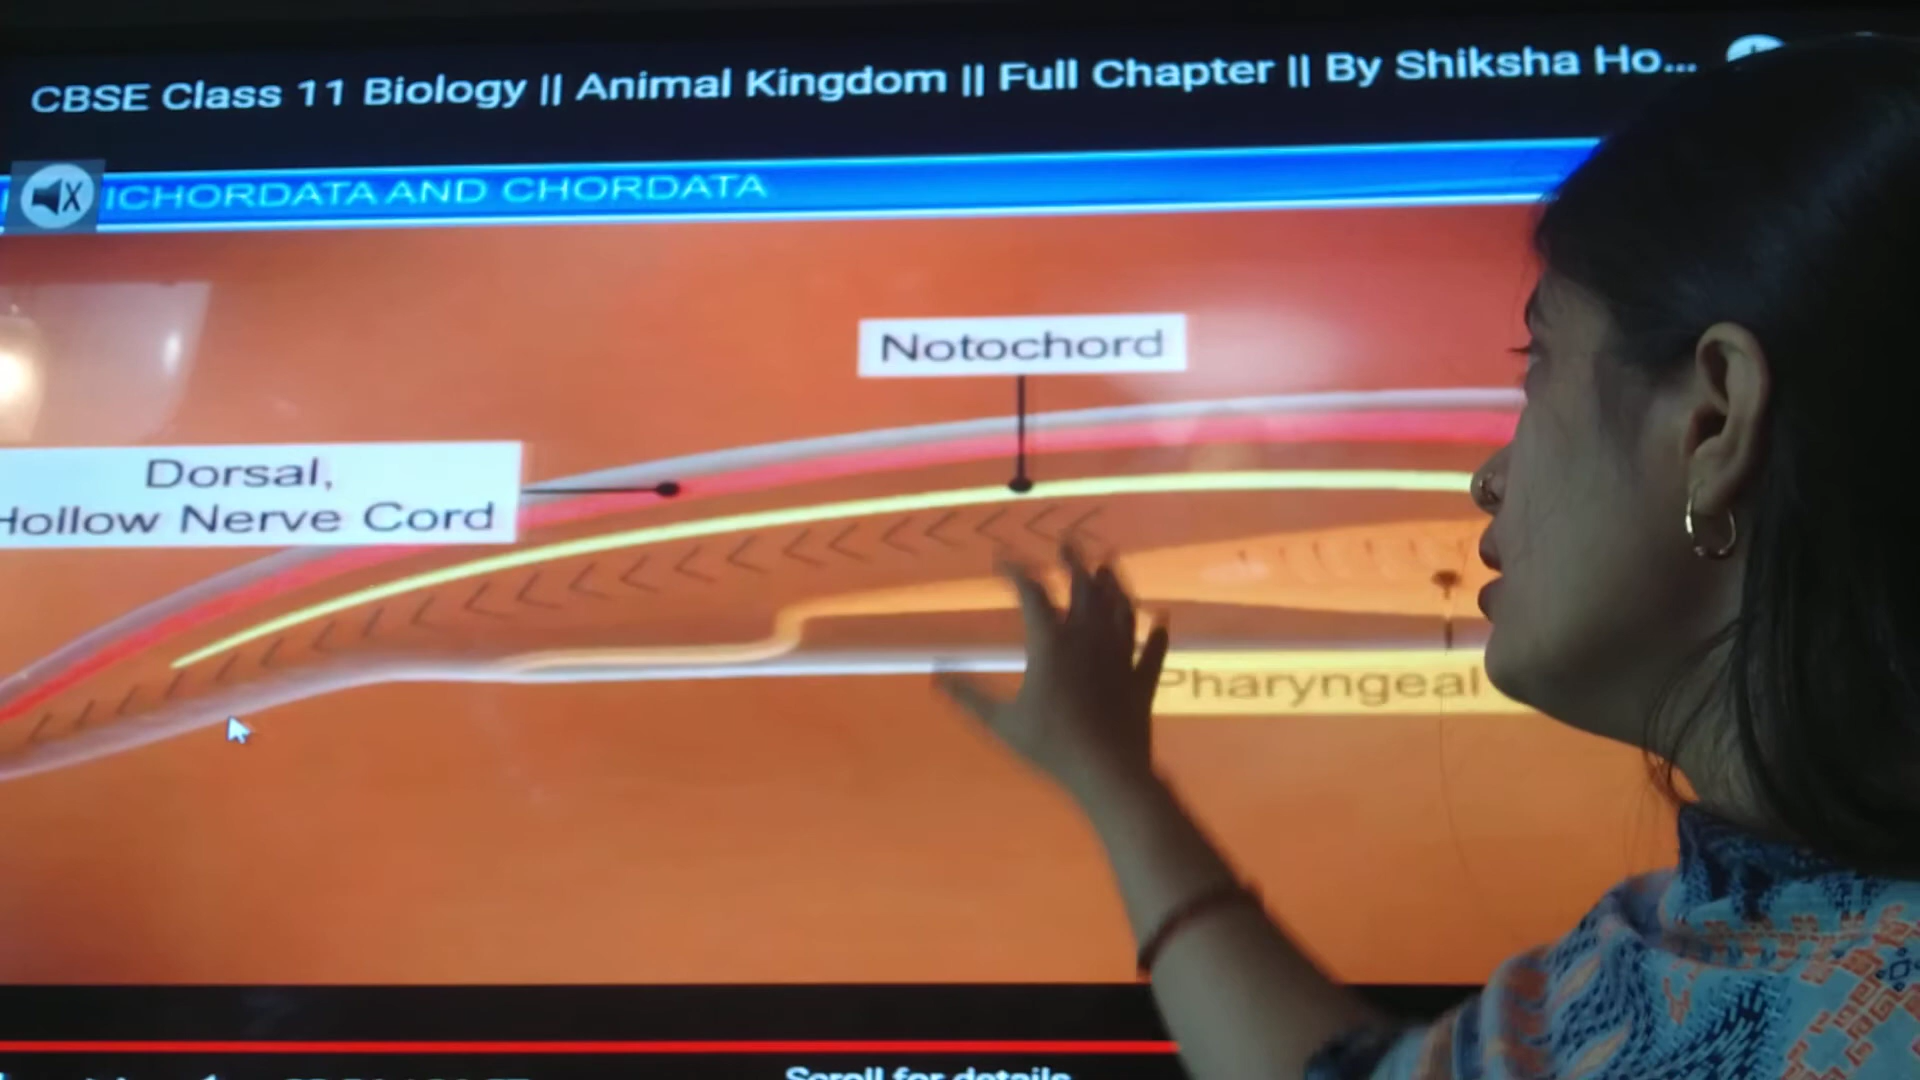 CBSE Class 11 Biology || Animal Kingdom || Full Chapter || By Shiksha Ho...
ICHORDATA AND CHORDATA
Notochord
Dorsal,
Hollow Nerve Cord
Pharyngeal
Scroll for details